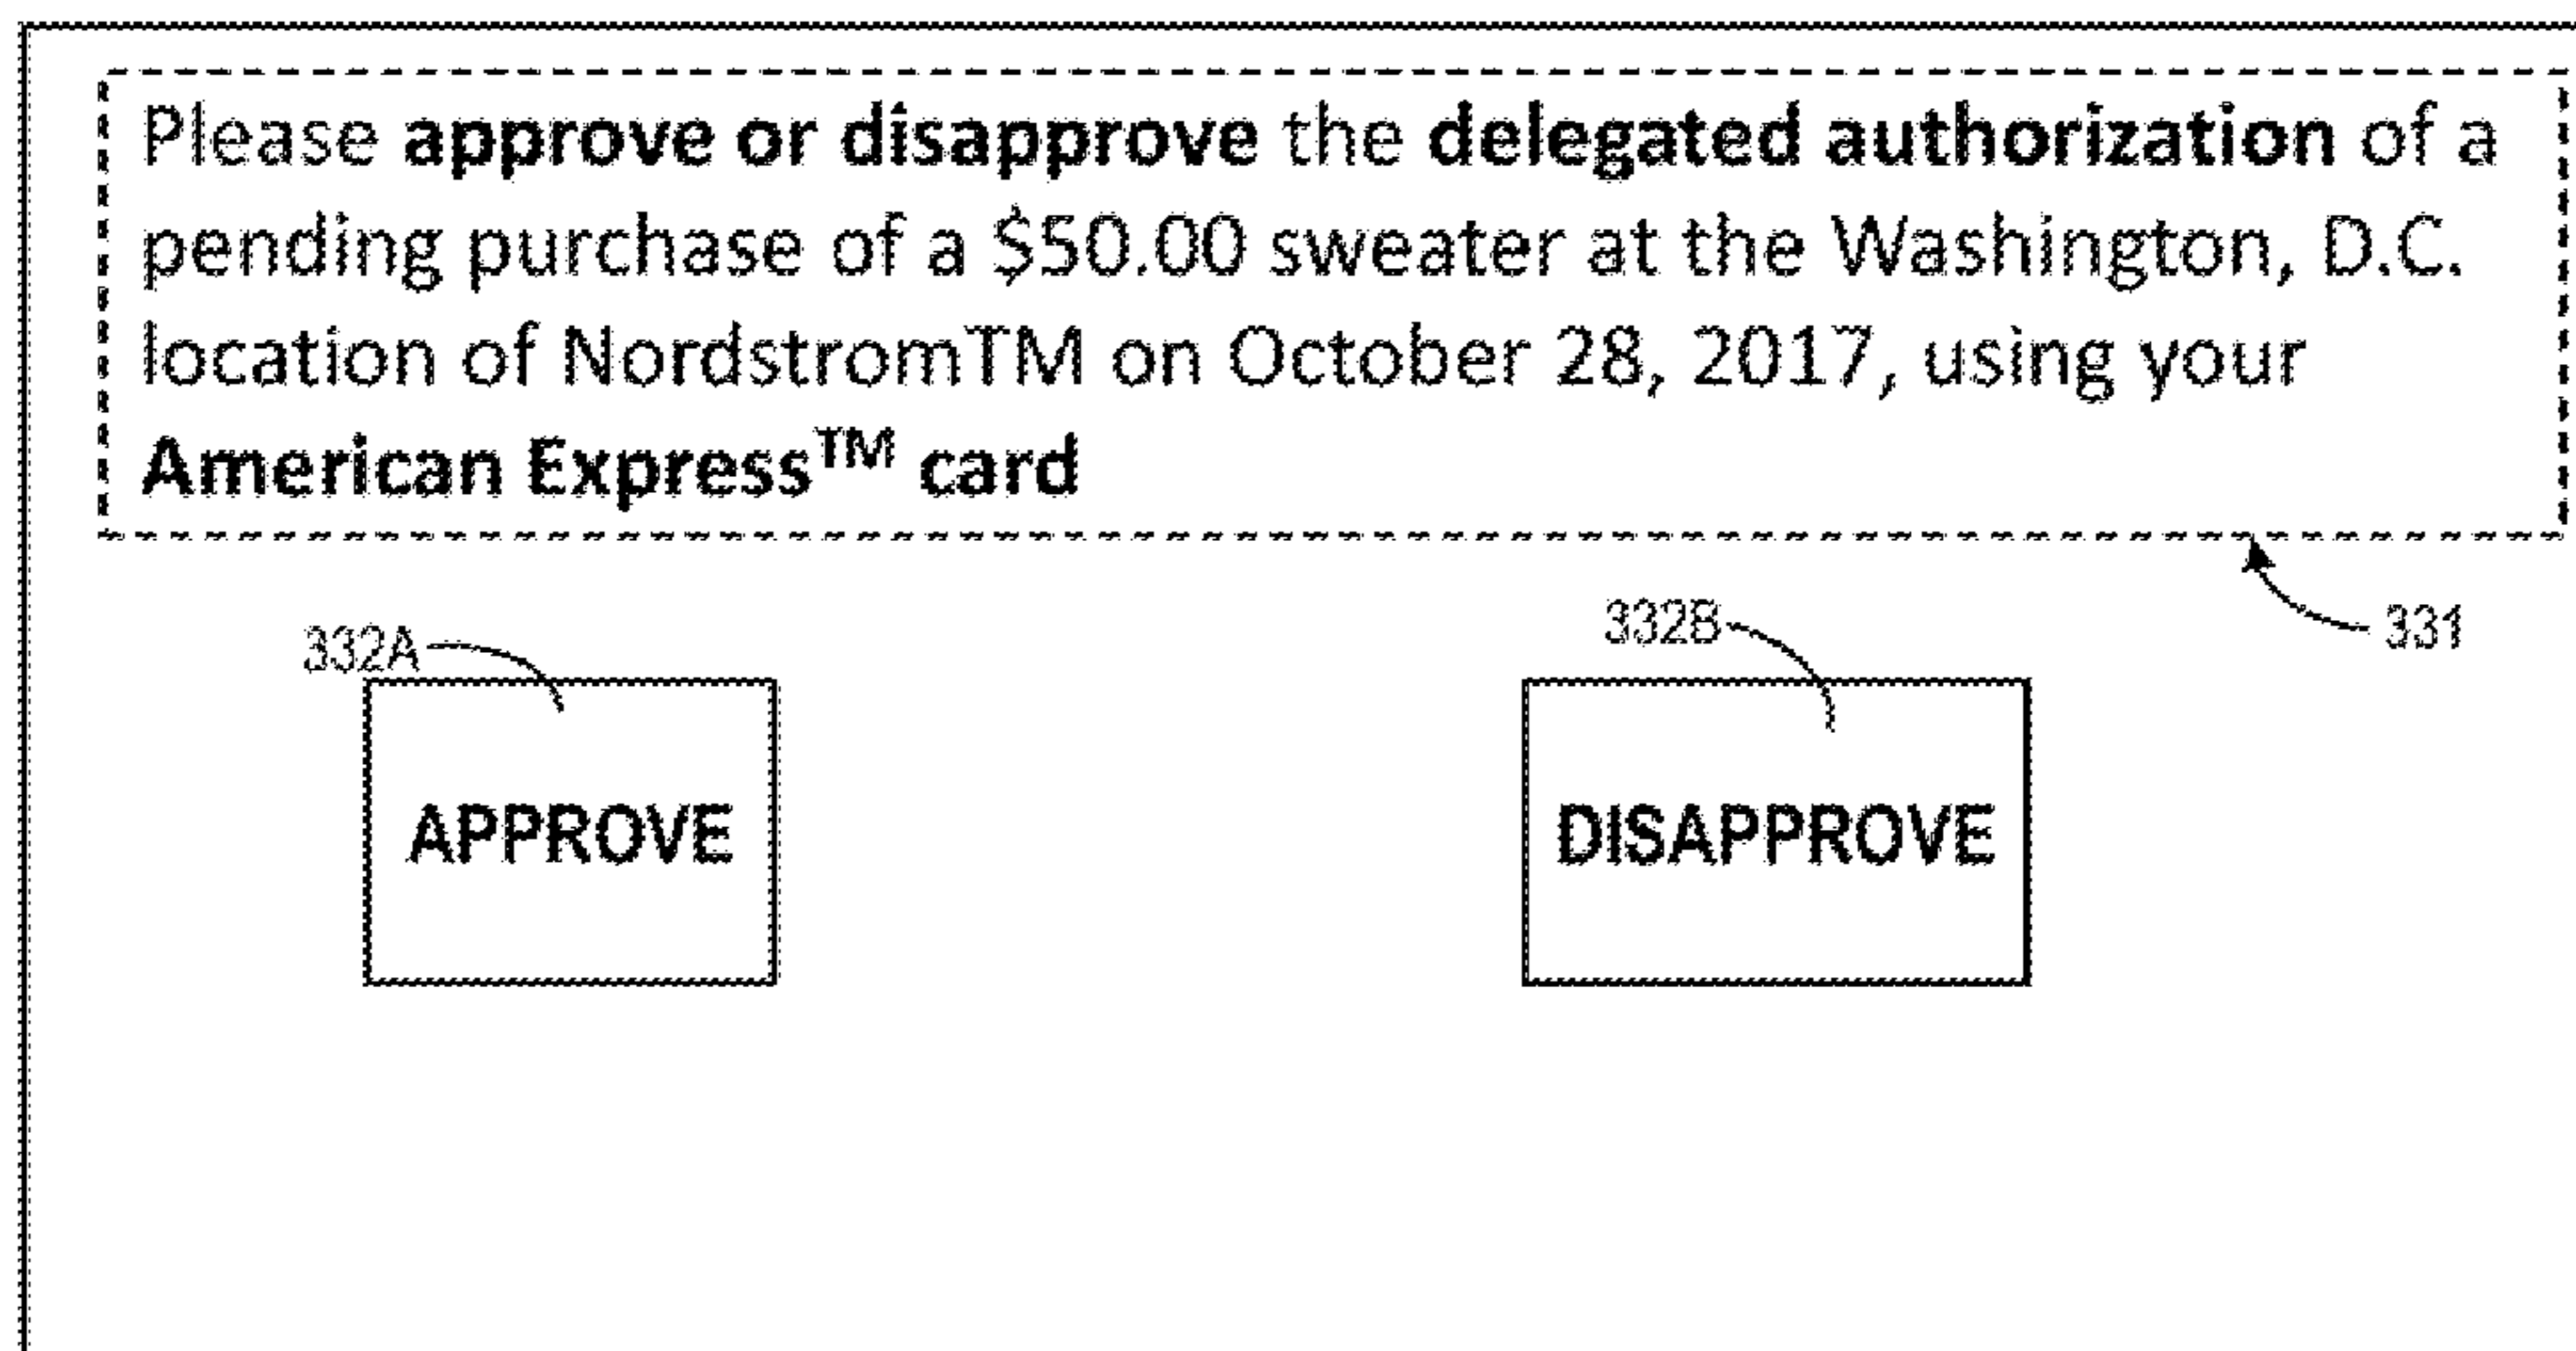 Please approve or disapprove the delegated authorization of a
pending purchase of a $50.00 sweater at the Washington, D.C.
location of NordstromTM on October 28, 2017, using your
American Express™ card
331
332A
332B
APPROVE
DISAPPROVE